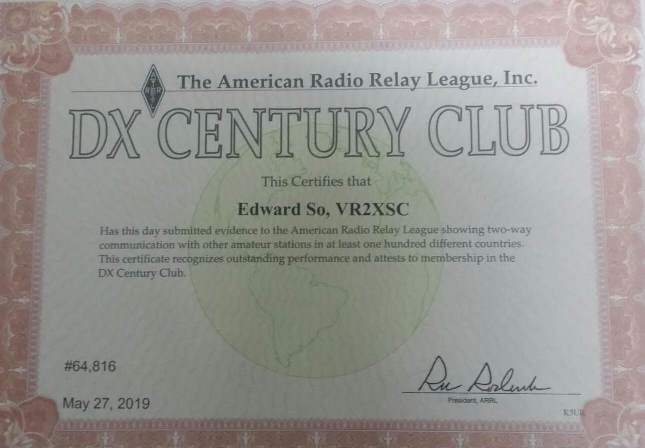 The American Radio Relay League, Inc.
DX CENTURY CLUB
This Certifies that
Edward So, VR2XSC
Has this day submitted evidence to the American Radio Relay League showing two-way
communication with other amateur stations in at least one hundred different countries.
This certificate recognizes outstanding performance and attests to membership in the
DX Century Club.
#64,816
May 27, 2019
President, ARRL
K5UR